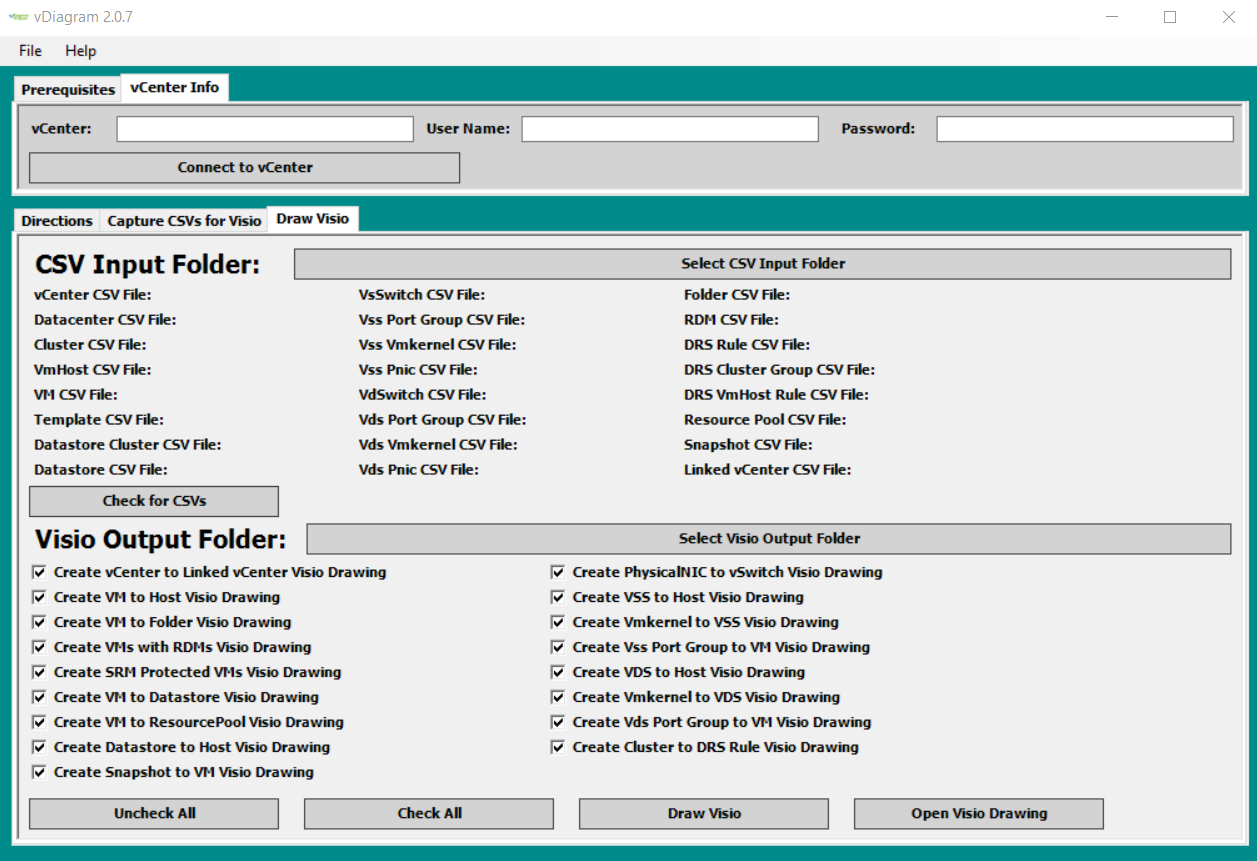 vDiagram 2.0.7
File Help
Prerequisites vCenter Info
vCenter: User Name: Password:
Connect to vCenter
Directions Capture CSVs for Visio Draw Visio
CSV Input Folder: Select CSV Input Folder
vCenter CSV File: VsSwitch CSV File: Folder CSV File:
Datacenter CSV File: Vss Port Group CSV File: RDM CSV File:
Cluster CSV File: Vss Vmkernel CSV File: DRS Rule CSV File:
VmHost CSV File: Vss Pnic CSV File: DRS Cluster Group CSV File:
VM CSV File: VdSwitch CSV File: DRS VmHost Rule CSV File:
Template CSV File: Vds Port Group CSV File: Resource Pool CSV File:
Datastore Cluster CSV File: Vds Vmkernel CSV File: Snapshot CSV File:
Datastore CSV File: Vds Pnic CSV File: Linked vCenter CSV File:
Check for CSVs
Visio Output Folder: Select Visio Output Folder
Create vCenter to Linked vCenter Visio Drawing Create PhysicalNIC to vSwitch Visio Drawing
Create VM to Host Visio Drawing Create VSS to Host Visio Drawing
Create VM to Folder Visio Drawing Create Vmkernel to VSS Visio Drawing
Create VMs with RDMs Visio Drawing Create Vss Port Group to VM Visio Drawing
Create SRM Protected VMs Visio Drawing Create VDS to Host Visio Drawing
Create VM to Datastore Visio Drawing Create Vmkernel to VDS Visio Drawing
Create VM to ResourcePool Visio Drawing Create Vds Port Group to VM Visio Drawing
Create Datastore to Host Visio Drawing Create Cluster to DRS Rule Visio Drawing
Create Snapshot to VM Visio Drawing
Uncheck All Check All Draw Visio Open Visio Drawing